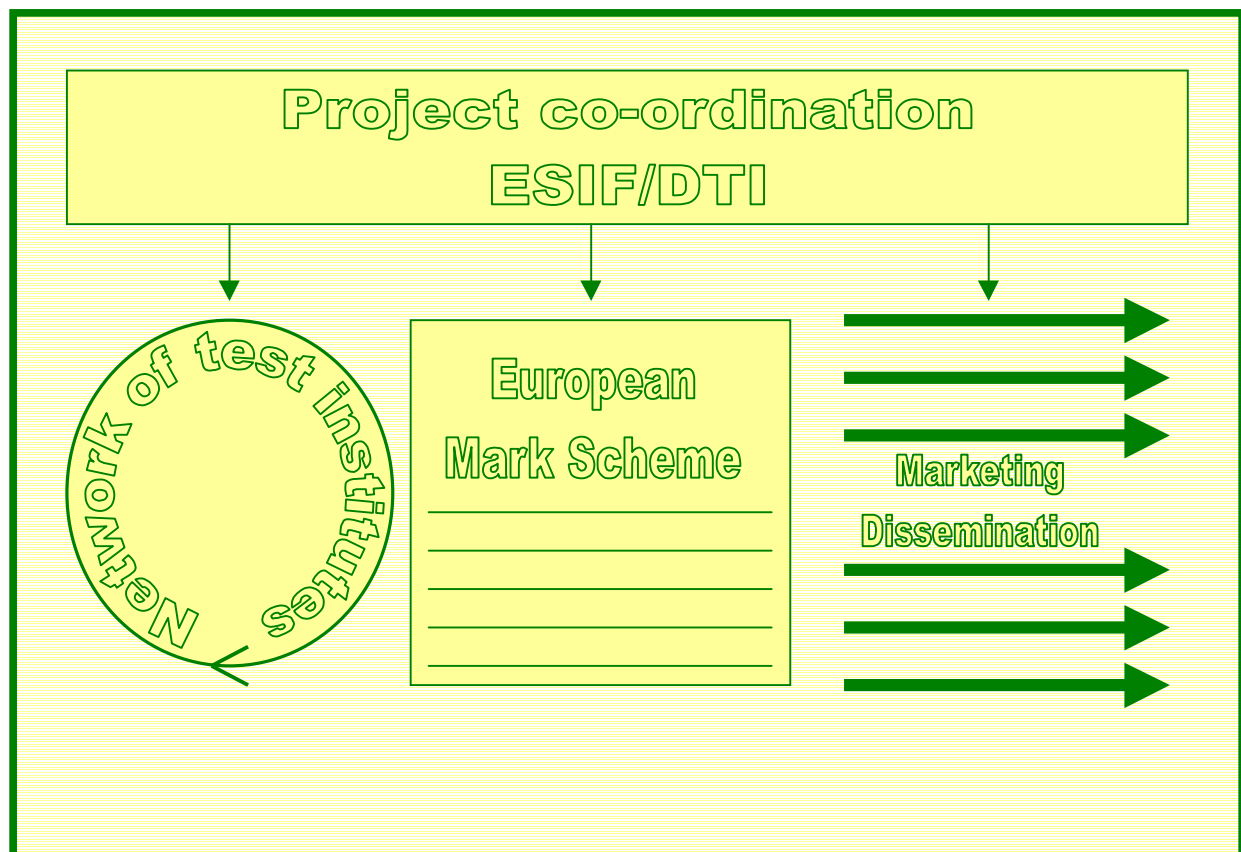 Project co-ordination
ESIF/DTI
Network of test institutes
European
Mark Scheme
Marketing
Dissemination